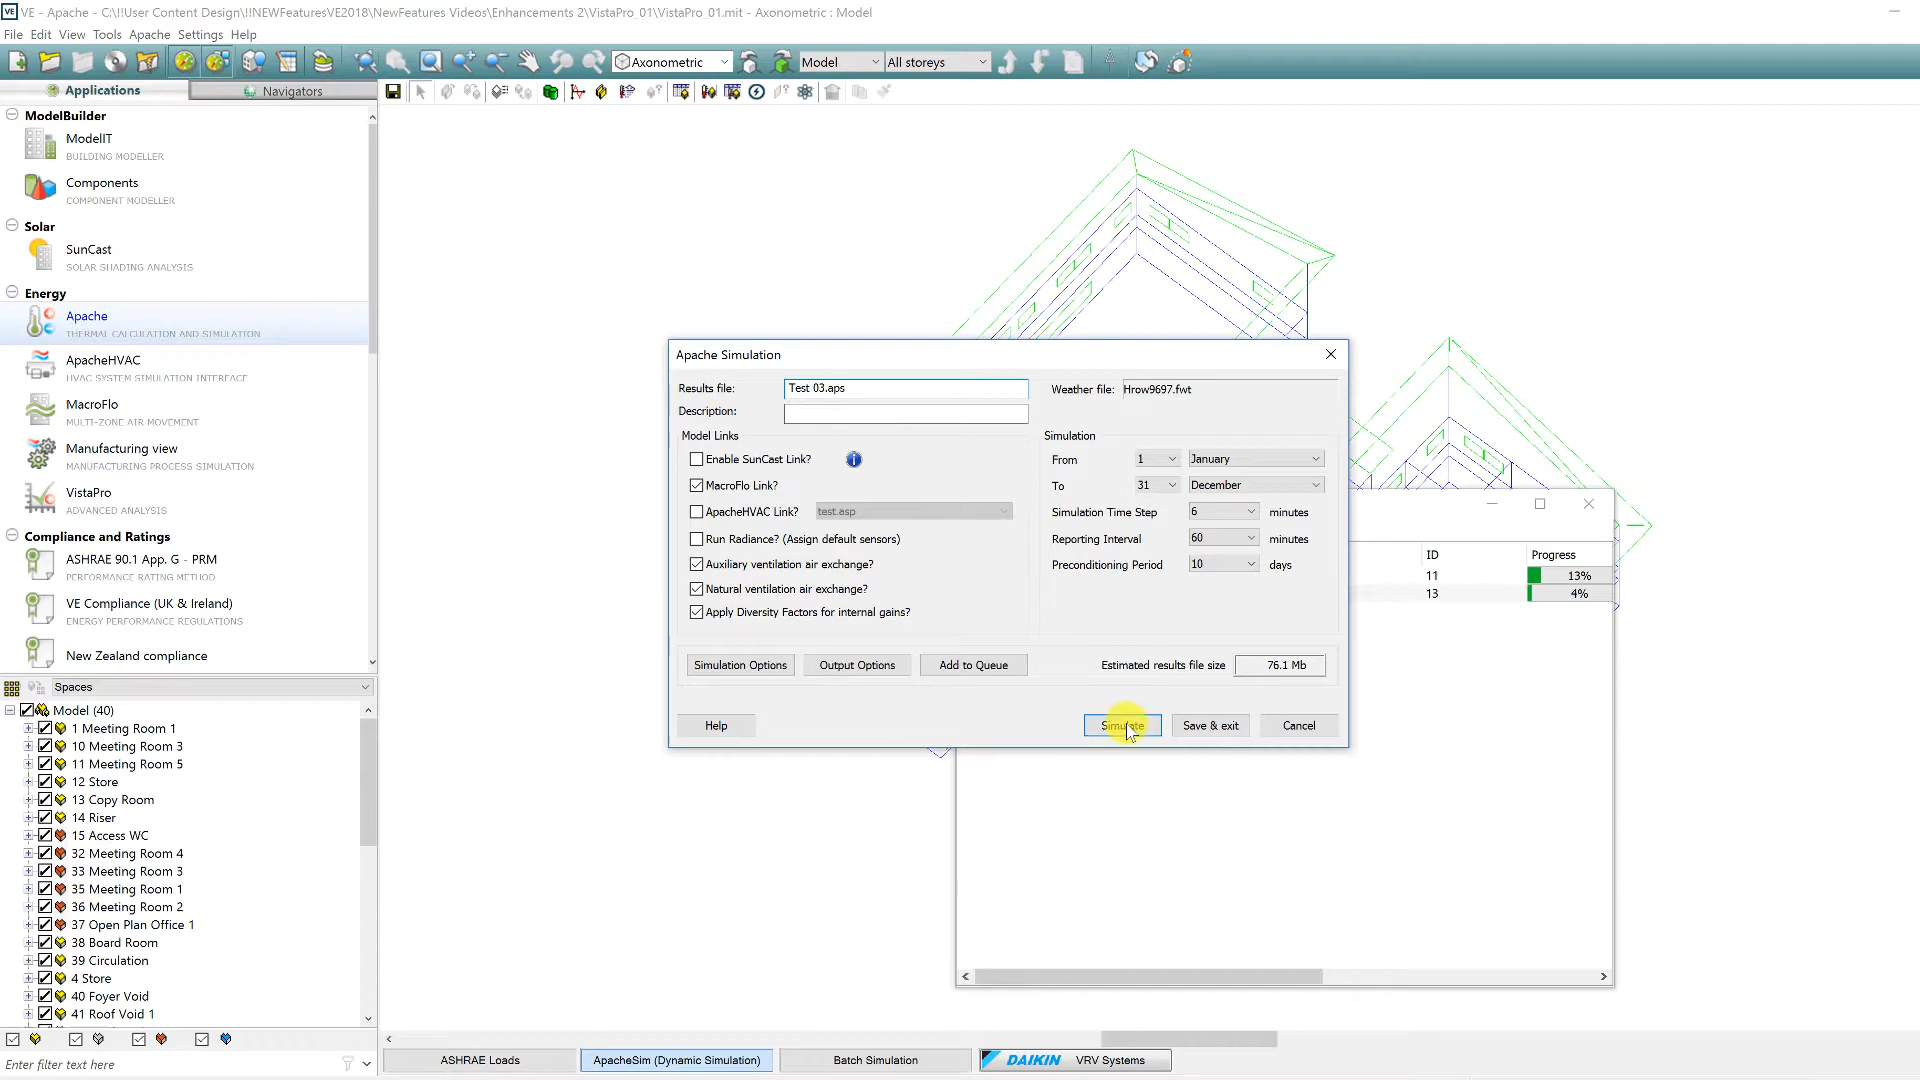 VE - Apache - C:\!!User Content Design\!!NEWFeaturesVE2018\NewFeatures Videos\Enhancements 2\VistaPro_01\VistaPro_01.mit - Axonometric : Model
File Edit View Tools Apache Settings Help
Axonometric Model All storeys
Applications Navigators
ModelBuilder
ModelIT
BUILDING MODELLER
Components
COMPONENT MODELLER
Solar
SunCast
SOLAR SHADING ANALYSIS
Energy
Apache
THERMAL CALCULATION AND SIMULATION
ApacheHVAC
HVAC SYSTEM SIMULATION INTERFACE
MacroFlo
MULTI-ZONE AIR MOVEMENT
Manufacturing view
MANUFACTURING PROCESS SIMULATION
VistaPro
ADVANCED ANALYSIS
Compliance and Ratings
ASHRAE 90.1 App. G - PRM
PERFORMANCE RATING METHOD
VE Compliance (UK & Ireland)
ENERGY PERFORMANCE REGULATIONS
New Zealand compliance
Spaces
Model (40)
1 Meeting Room 1
10 Meeting Room 3
11 Meeting Room 5
12 Store
13 Copy Room
14 Riser
15 Access WC
32 Meeting Room 4
33 Meeting Room 3
35 Meeting Room 1
36 Meeting Room 2
37 Open Plan Office 1
38 Board Room
39 Circulation
4 Store
40 Foyer Void
41 Roof Void 1
Enter filter text here
Apache Simulation
Results file: Test 03.aps
Description:
Weather file: Hrow9697.fwt
Model Links
Enable SunCast Link?
MacroFlo Link?
ApacheHVAC Link? test.asp
Run Radiance? (Assign default sensors)
Auxiliary ventilation air exchange?
Natural ventilation air exchange?
Apply Diversity Factors for internal gains?
Simulation
From 1 January
To 31 December
Simulation Time Step 6 minutes
Reporting Interval 60 minutes
Preconditioning Period 10 days
Simulation Options Output Options Add to Queue
Estimated results file size 76.1 Mb
Help Simulate Save & exit Cancel
ID Progress
11 13%
13 4%
ASHRAE Loads ApacheSim (Dynamic Simulation) Batch Simulation DAIKIN VRV Systems